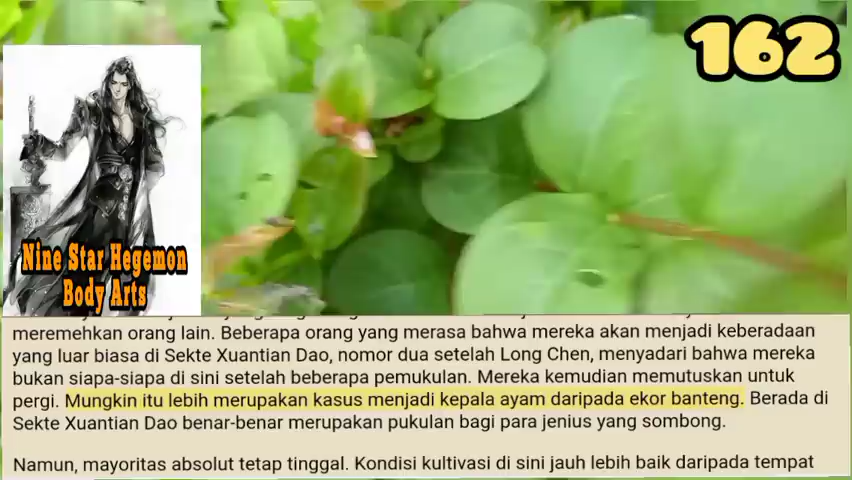 162
Nine Star Hegemon
Body Arts
meremehkan orang lain. Beberapa orang yang merasa bahwa mereka akan menjadi keberadaan
yang luar biasa di Sekte Xuantian Dao, nomor dua setelah Long Chen, menyadari bahwa mereka
bukan siapa-siapa di sini setelah beberapa pemukulan. Mereka kemudian memutuskan untuk
pergi. Mungkin itu lebih merupakan kasus menjadi kepala ayam daripada ekor banteng. Berada di
Sekte Xuantian Dao benar-benar merupakan pukulan bagi para jenius yang sombong.
Namun, mayoritas absolut tetap tinggal. Kondisi kultivasi di sini jauh lebih baik daripada tempat